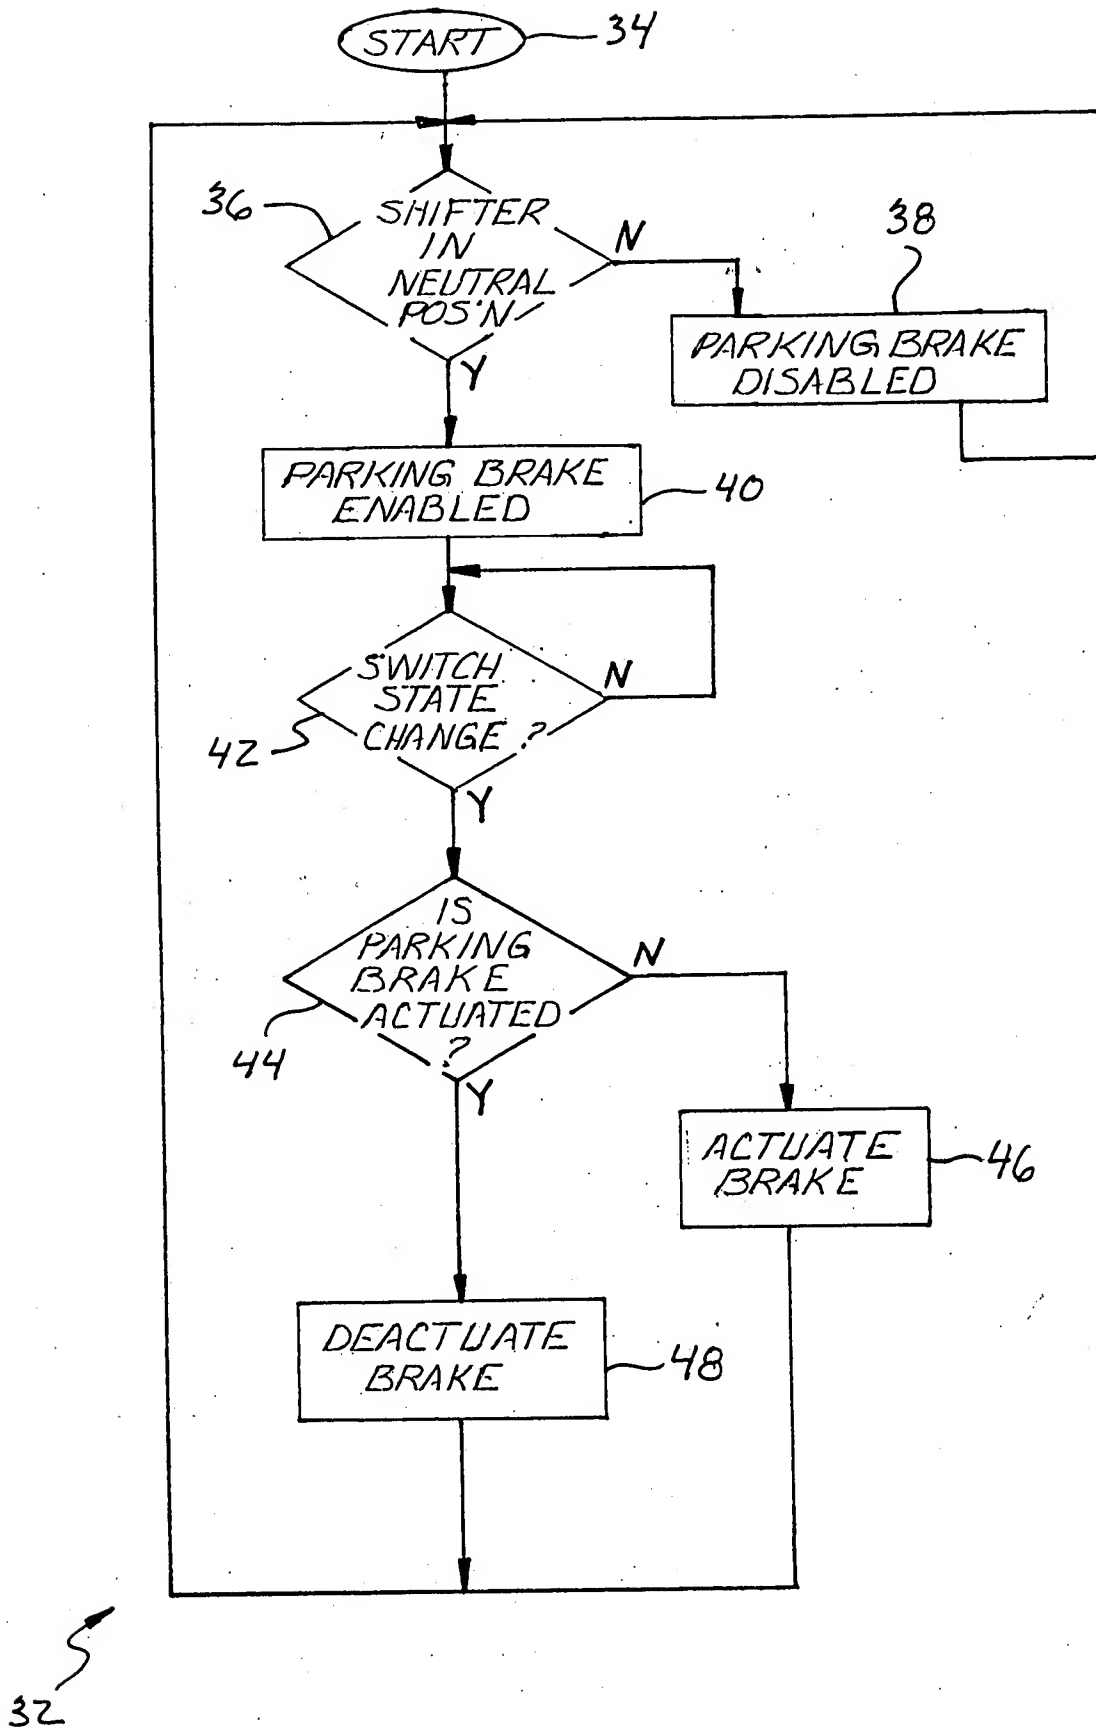 START
34
36
SHIFTER
IN
NEUTRAL
POS'N
N
38
PARKING BRAKE
DISABLED
Y
PARKING BRAKE
ENABLED
40
SWITCH
STATE
CHANGE ?
N
42
Y
IS
PARKING
BRAKE
ACTUATED
?
N
44
Y
ACTUATE
BRAKE
46
DEACTUATE
BRAKE
48
32